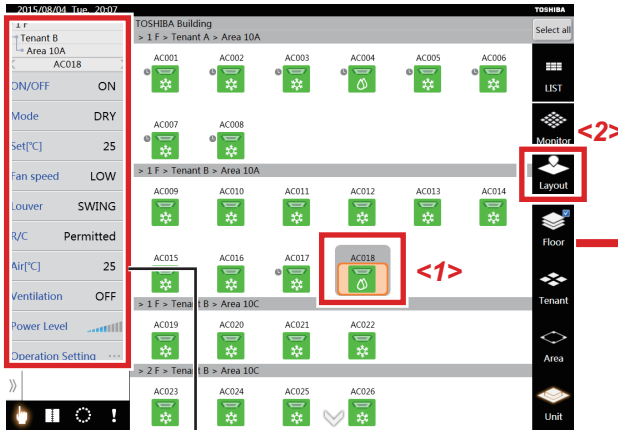 2015/08/04 Tue. 20:07
TOSHIBA
1 F
Tenant B
Area 10A
AC018
ON/OFF ON
Mode DRY
Set[℃] 25
Fan speed LOW
Louver SWING
R/C Permitted
Air[℃] 25
Ventilation OFF
Power Level
Operation Setting ...
TOSHIBA Building
> 1 F > Tenant A > Area 10A
AC001 AC002 AC003 AC004 AC005 AC006
AC007 AC008
> 1 F > Tenant B > Area 10A
AC009 AC010 AC011 AC012 AC013 AC014
AC015 AC016 AC017 AC018
<1>
> 1 F > Tenant B > Area 10C
AC019 AC020 AC021 AC022
> 2 F > Tenant B > Area 10C
AC023 AC024 AC025 AC026
Select all
LIST
Monitor
<2>
Layout
Floor
Tenant
Area
Unit